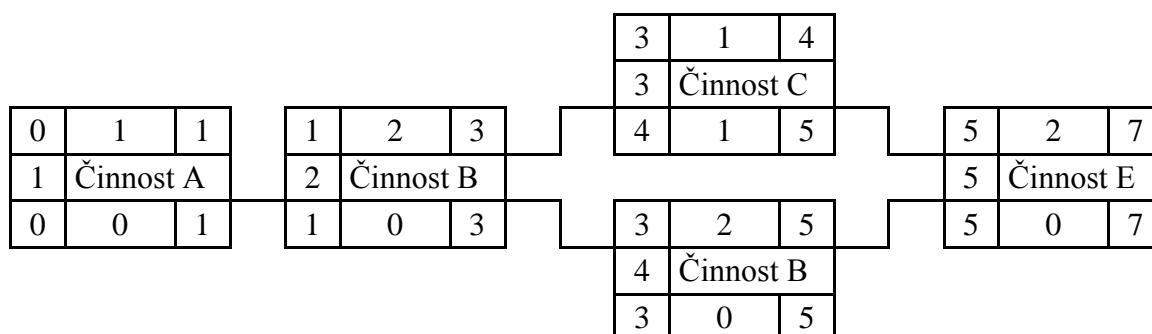 0 1 1
1 Činnost A
0 0 1
1 2 3
2 Činnost B
1 0 3
3 1 4
3 Činnost C
4 1 5
3 2 5
4 Činnost B
3 0 5
5 2 7
5 Činnost E
5 0 7